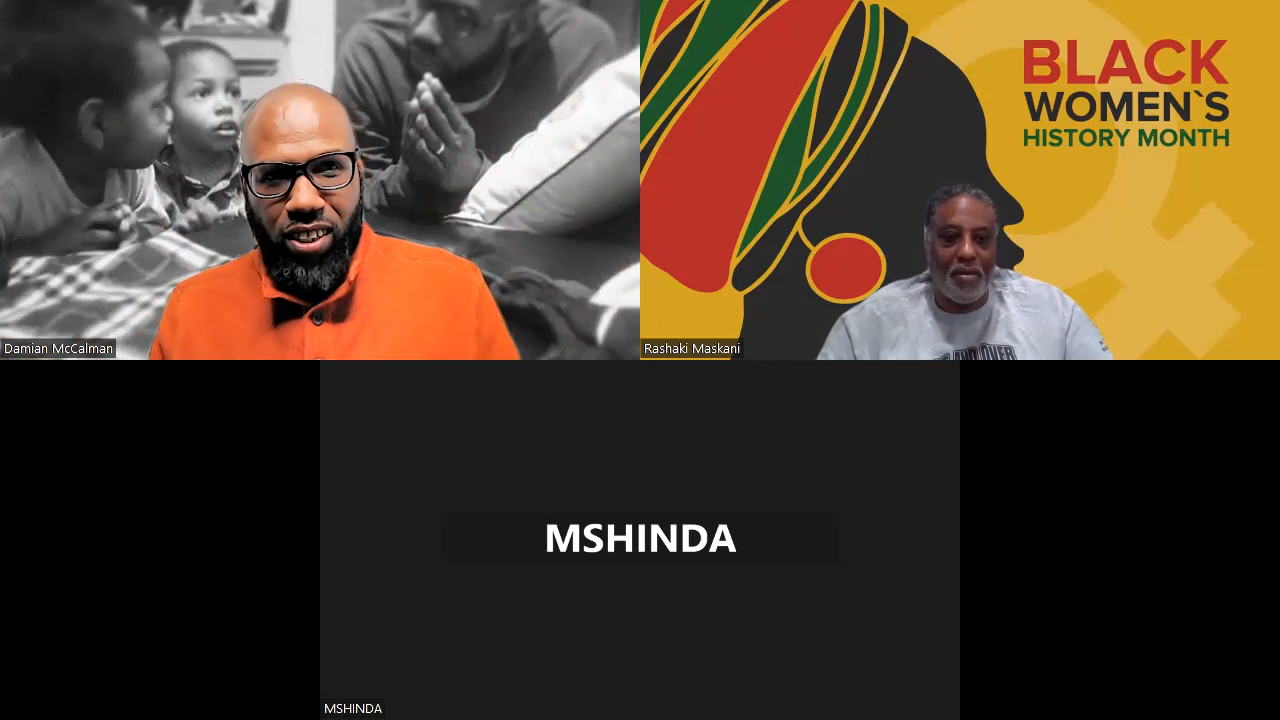 BLACK
WOMEN`S
HISTORY MONTH
Damian McCalman
Rashaki Maskani
MSHINDA
MSHINDA